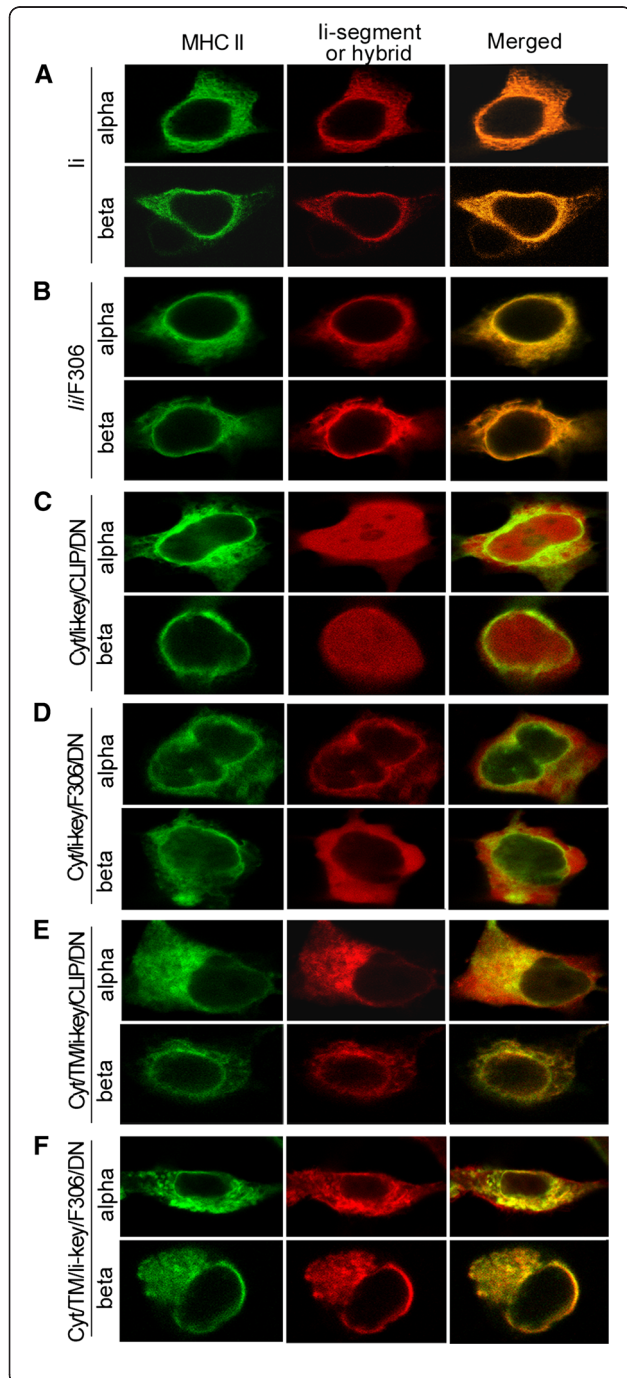 MHC II
Ii-segment
or hybrid
Merged
A
Ii
alpha
beta
B
Ii/F306
alpha
beta
C
Cyt/Ii-key/CLIP/DN
alpha
beta
D
Cyt/Ii-key/F306/DN
alpha
beta
E
Cyt/TM/Ii-key/CLIP/DN
alpha
beta
F
Cyt/TM/Ii-key/F306/DN
alpha
beta